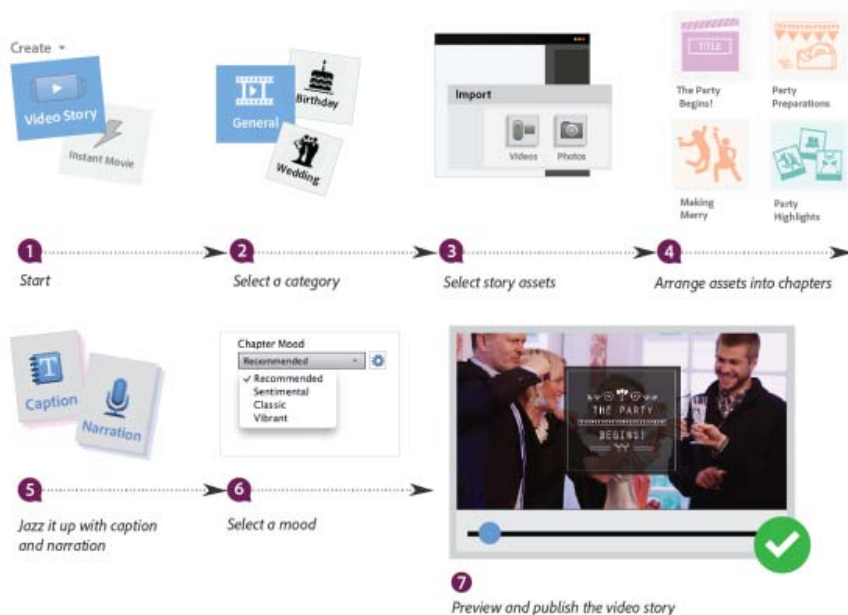 Create
Video Story
Instant Movie
General
Birthday
Wedding
Import
Videos
Photos
TITLE
The Party
Begins!
Party
Preparations
Making
Merry
Party
Highlights
1
Start
2
Select a category
3
Select story assets
4
Arrange assets into chapters
T
Caption
Narration
Chapter Mood
Recommended
Recommended
Sentimental
Classic
Vibrant
THE PARTY
BEGINS!
5
Jazz it up with caption
and narration
6
Select a mood
7
Preview and publish the video story